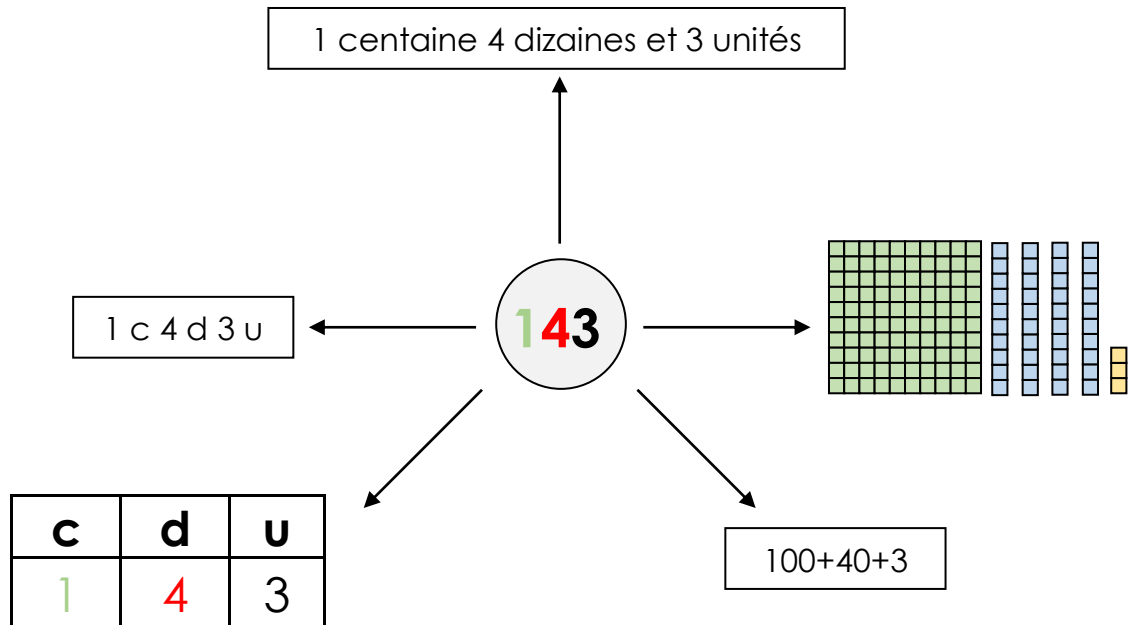 1 centaine 4 dizaines et 3 unités
1 c 4 d 3 u
143
c d u
1 4 3
100+40+3